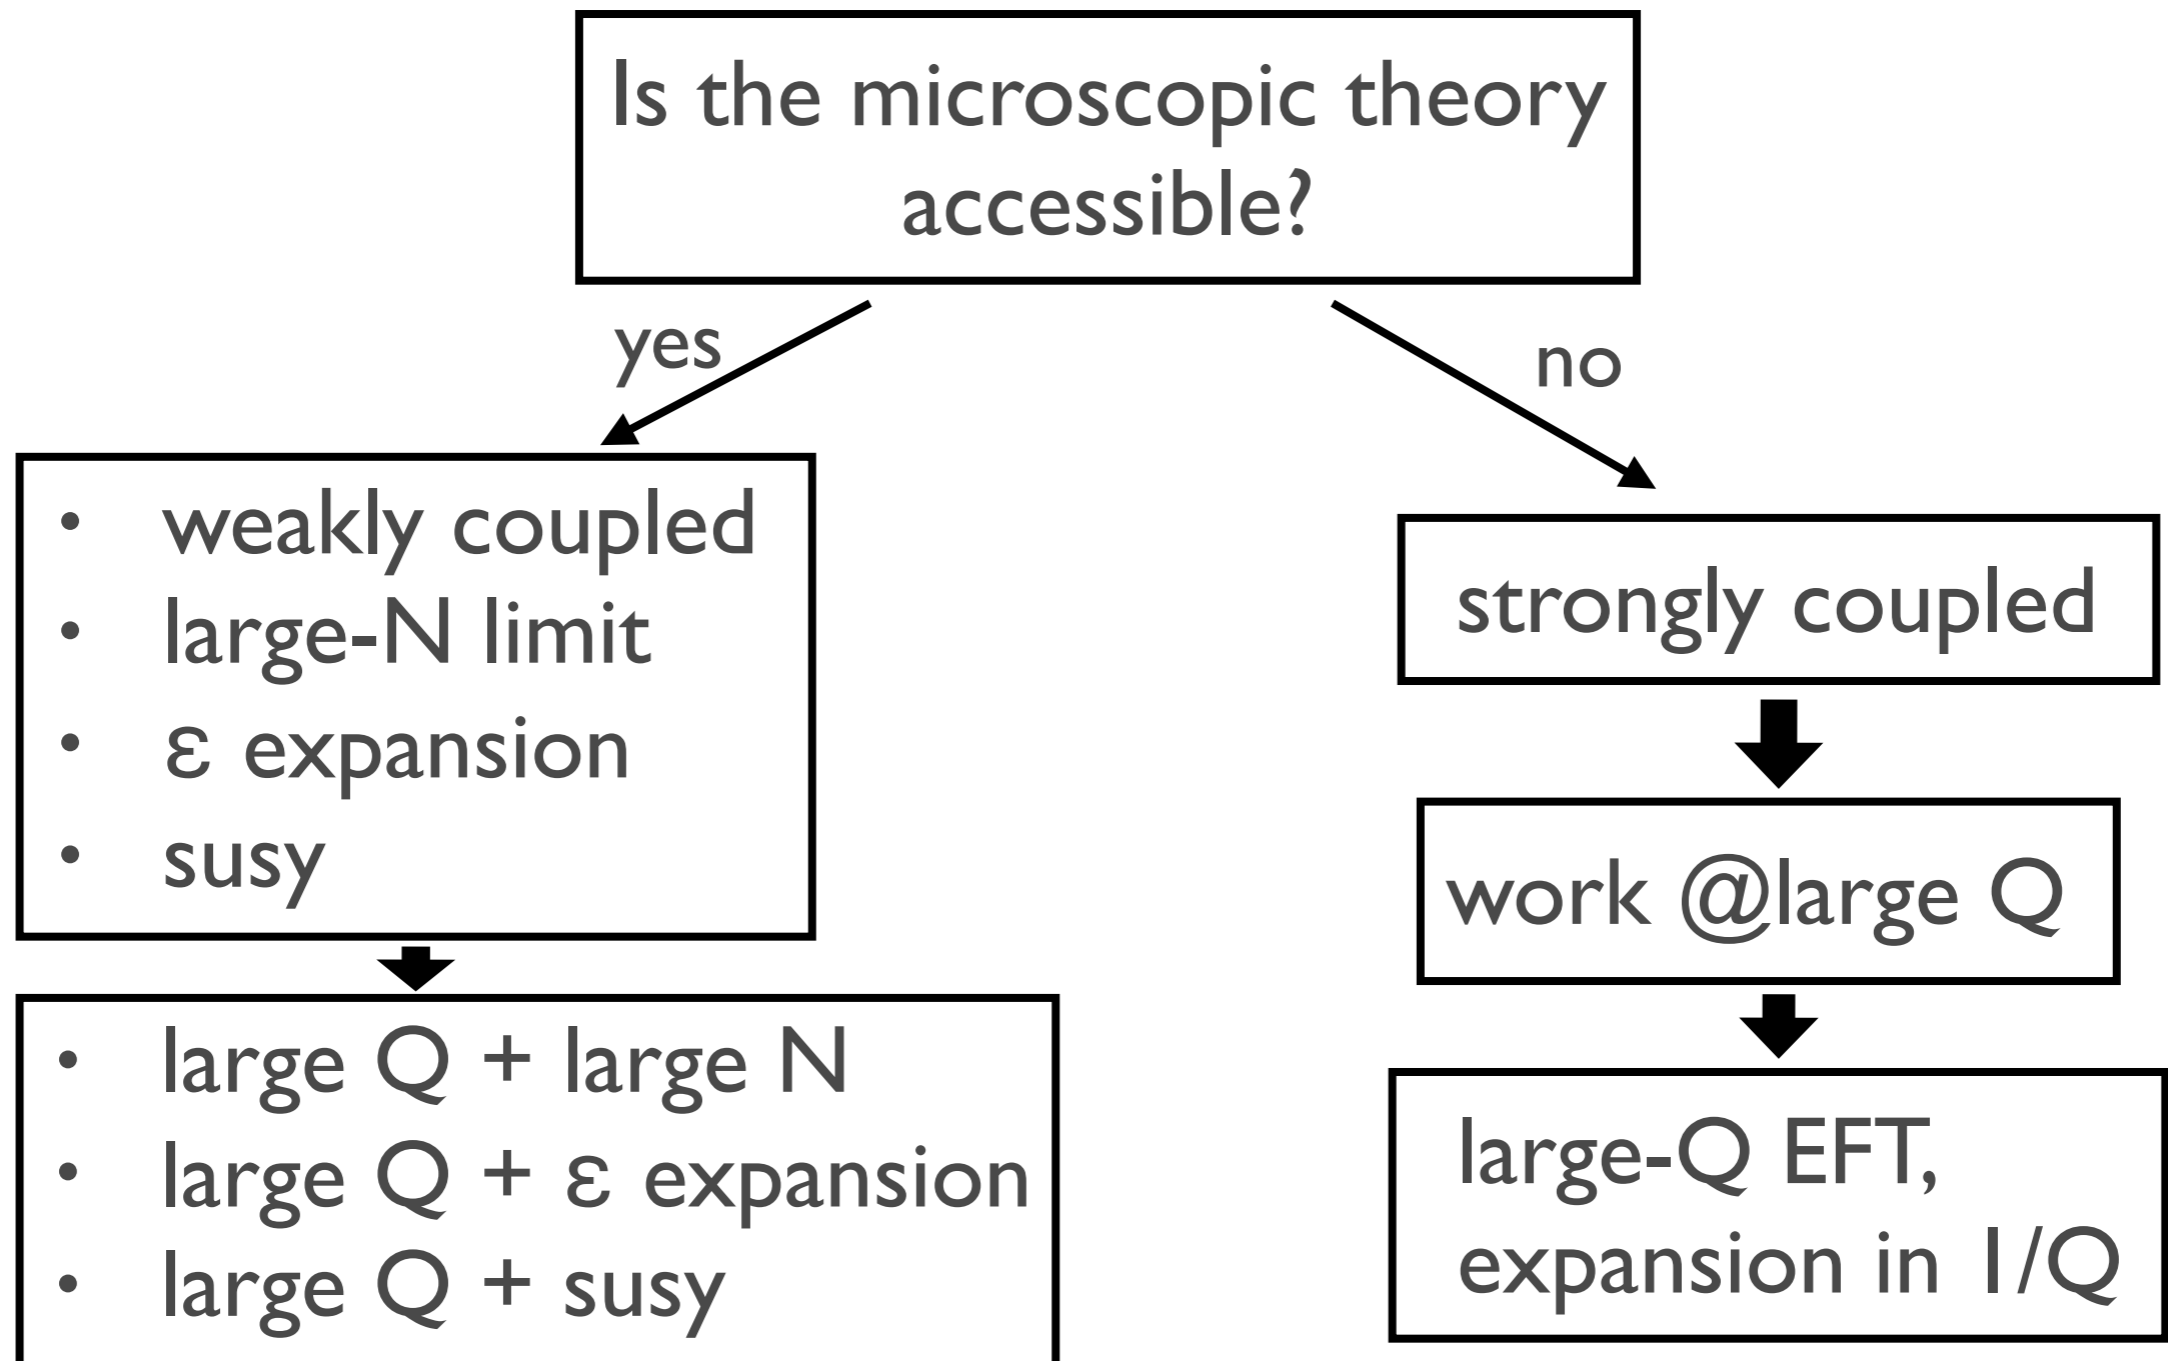 Is the microscopic theory
accessible?
yes
no
• weakly coupled
• large-N limit
• ε expansion
• susy
strongly coupled
work @large Q
• large Q + large N
• large Q + ε expansion
• large Q + susy
large-Q EFT,
expansion in 1/Q